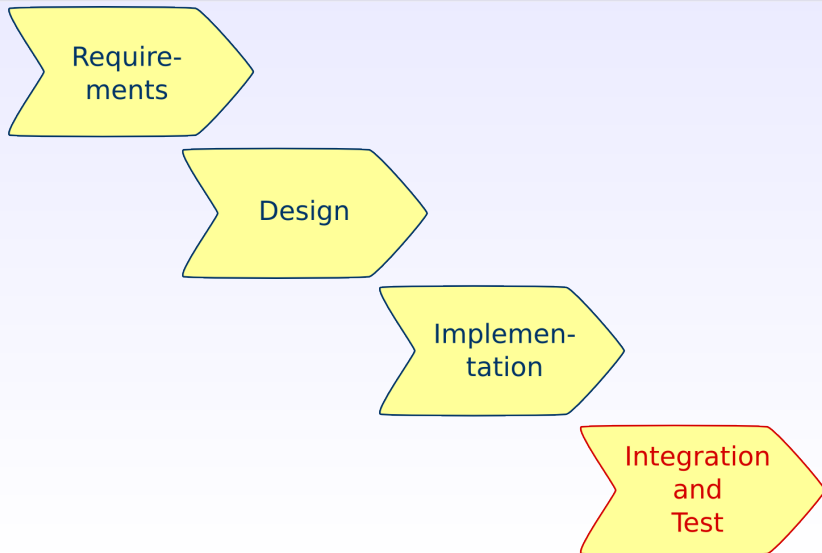 Require-
ments
Design
Implemen-
tation
Integration
and
Test